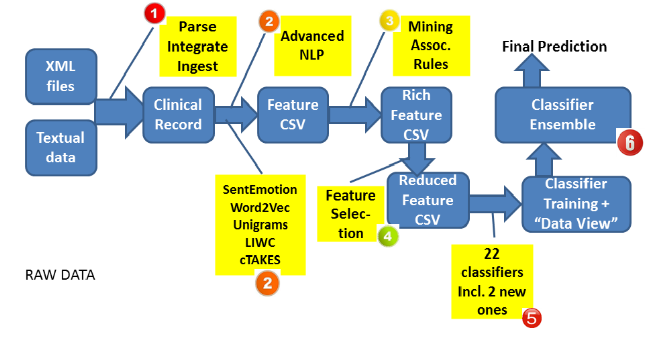 1
Parse
Integrate
Ingest
2
Advanced
NLP
3
Mining
Assoc.
Rules
Final Prediction
XML
files
Textual
data
Clinical
Record
Feature
CSV
Rich
Feature
CSV
Classifier
Ensemble
6
SentEmotion
Word2Vec
Unigrams
LIWC
cTAKES
2
Feature
Selec-
tion
4
Reduced
Feature
CSV
Classifier
Training +
“Data View”
22
classifiers
Incl. 2 new
ones
5
RAW DATA